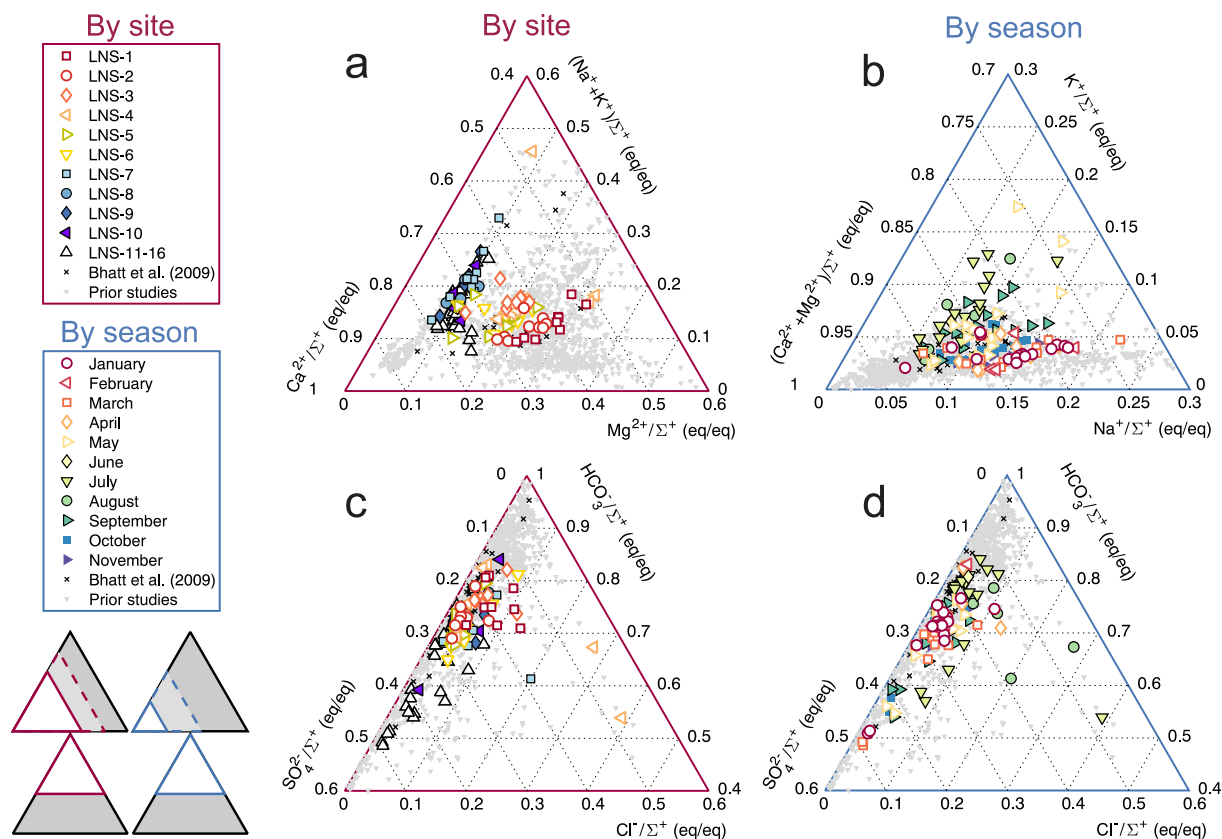 By site
LNS-1
LNS-2
LNS-3
LNS-4
LNS-5
LNS-6
LNS-7
LNS-8
LNS-9
LNS-10
LNS-11-16
Bhatt et al. (2009)
Prior studies
By season
January
February
March
April
May
June
July
August
September
October
November
Bhatt et al. (2009)
Prior studies
By site
a
0.4 0.6
0.5 0.5
0.6 0.4
0.7 0.3
0.8 0.2
0.9 0.1
1 0
0 0.1 0.2 0.3 0.4 0.5 0.6
(Na⁺+K⁺)/Σ⁺ (eq/eq)
Ca²⁺/Σ⁺ (eq/eq)
Mg²⁺/Σ⁺ (eq/eq)
By season
b
0.7 0.3
0.75 0.25
0.8 0.2
0.85 0.15
0.9 0.1
0.95 0.05
1 0
0 0.05 0.1 0.15 0.2 0.25 0.3
K⁺/Σ⁺ (eq/eq)
(Ca²⁺+Mg²⁺)/Σ⁺ (eq/eq)
Na⁺/Σ⁺ (eq/eq)
c
0 1
0.1 0.9
0.2 0.8
0.3 0.7
0.4 0.6
0.5 0.5
0.6 0.4
0 0.1 0.2 0.3 0.4 0.5 0.6
HCO₃⁻/Σ⁺ (eq/eq)
SO₄²⁻/Σ⁺ (eq/eq)
Cl⁻/Σ⁺ (eq/eq)
d
0 1
0.1 0.9
0.2 0.8
0.3 0.7
0.4 0.6
0.5 0.5
0.6 0.4
0 0.1 0.2 0.3 0.4 0.5 0.6
HCO₃⁻/Σ⁺ (eq/eq)
SO₄²⁻/Σ⁺ (eq/eq)
Cl⁻/Σ⁺ (eq/eq)